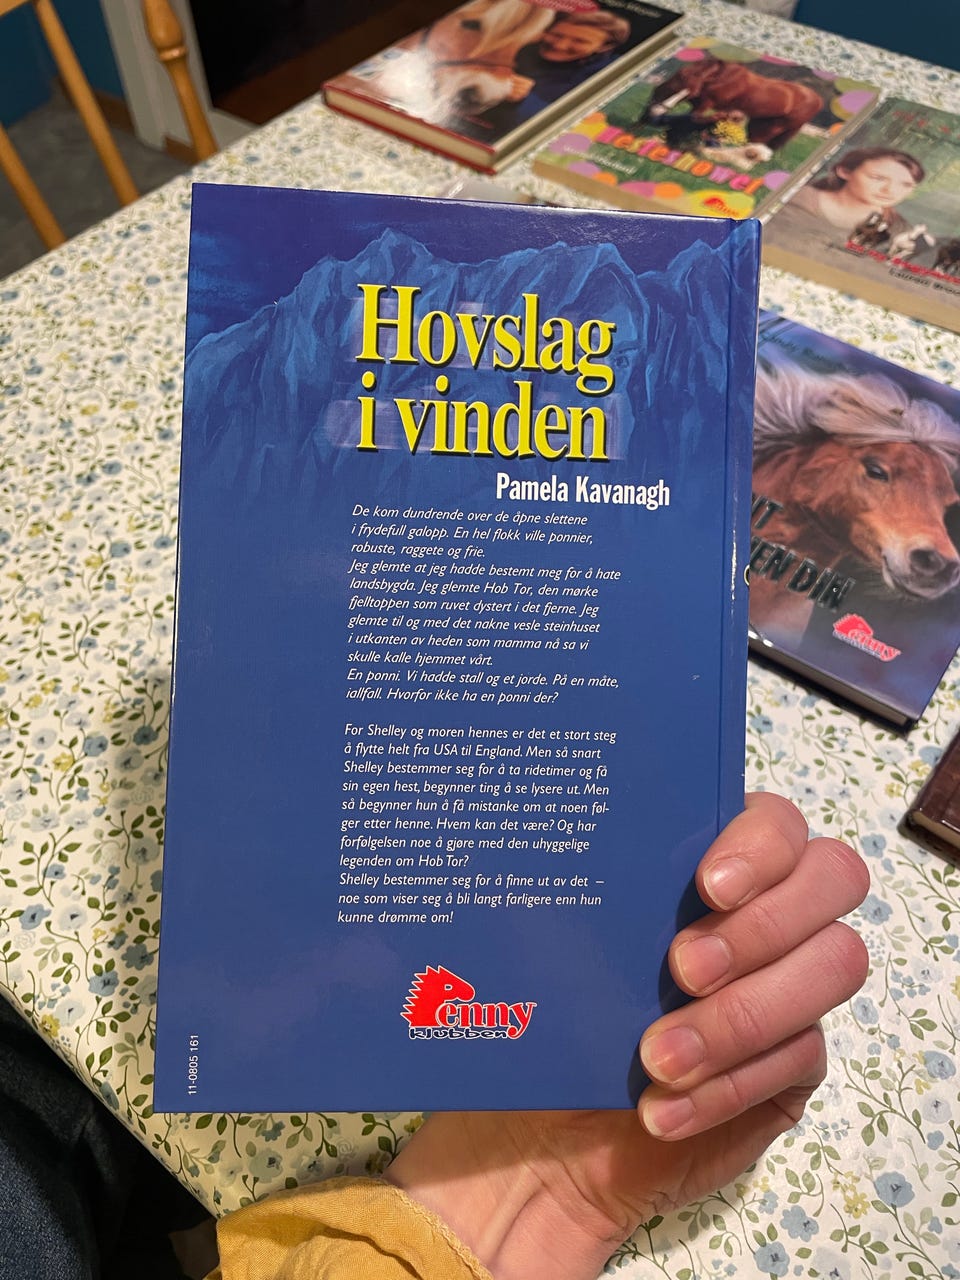 Hovslag
i vinden
Pamela Kavanagh
De kom dundrende over de åpne slettene
i frydefull galopp. En hel flokk ville ponnier,
robuste, raggete og frie.
Jeg glemte at jeg hadde bestemt meg for å hate
landsbygda. Jeg glemte Hob Tor, den mørke
fjelltoppen som ruvet dystert i det fjerne. Jeg
glemte til og med det nakne vesle steinhuset
i utkanten av heden som mamma nå sa vi
skulle kalle hjemmet vårt.
En ponni. Vi hadde stall og et jorde. På en måte,
iallfall. Hvorfor ikke ha en ponni der?
For Shelley og moren hennes er det et stort steg
å flytte helt fra USA til England. Men så snart
Shelley bestemmer seg for å ta ridetimer og få
sin egen hest, begynner ting å se lysere ut. Men
så begynner hun å få mistanke om at noen føl-
ger etter henne. Hvem kan det være? Og har
forfølgelsen noe å gjøre med den uhyggelige
legenden om Hob Tor?
Shelley bestemmer seg for å finne ut av det –
noe som viser seg å bli langt farligere enn hun
kunne drømme om!
Penny
klubben
11-0805 161
Hesteshowet
EN DIN
Penny